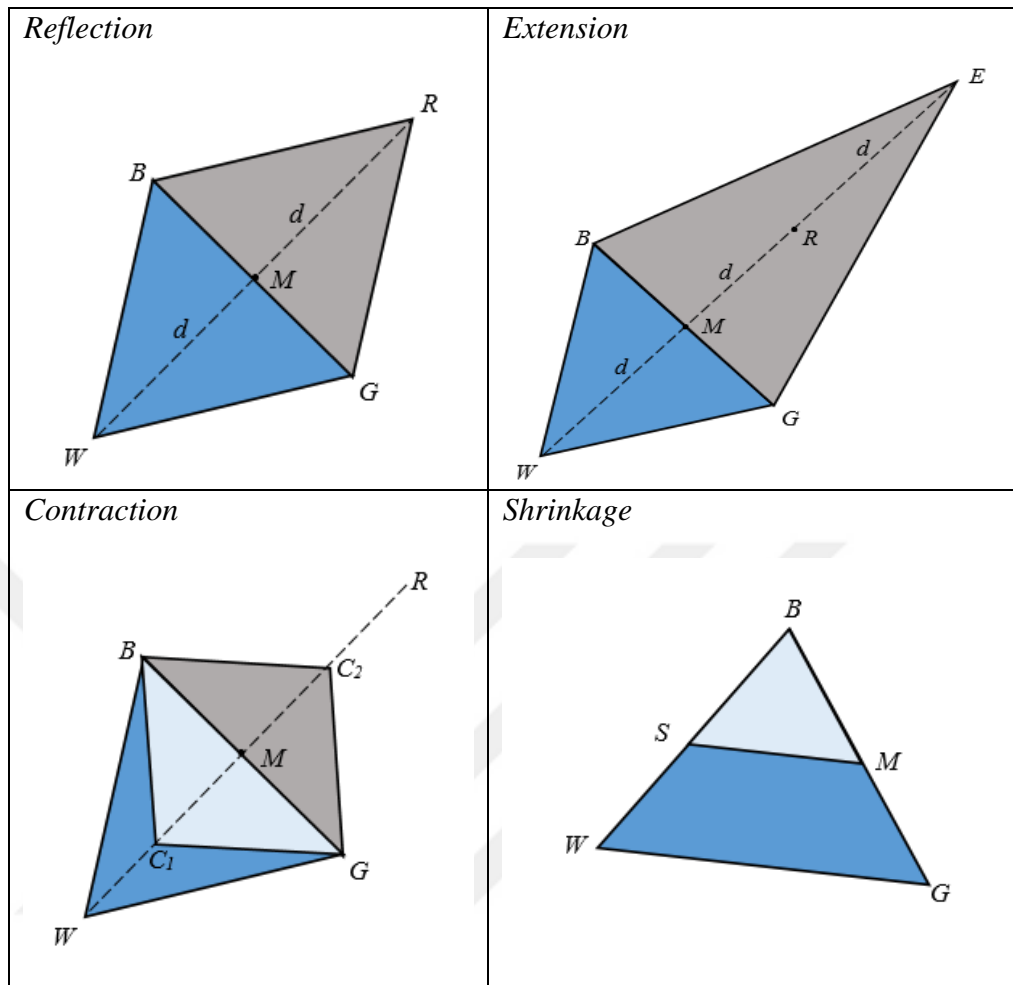 Reflection
R
B
d
M
d
G
W
Extension
E
d
R
B
d
M
d
G
W
Contraction
R
B
C2
M
C1
G
W
Shrinkage
B
S
M
W
G